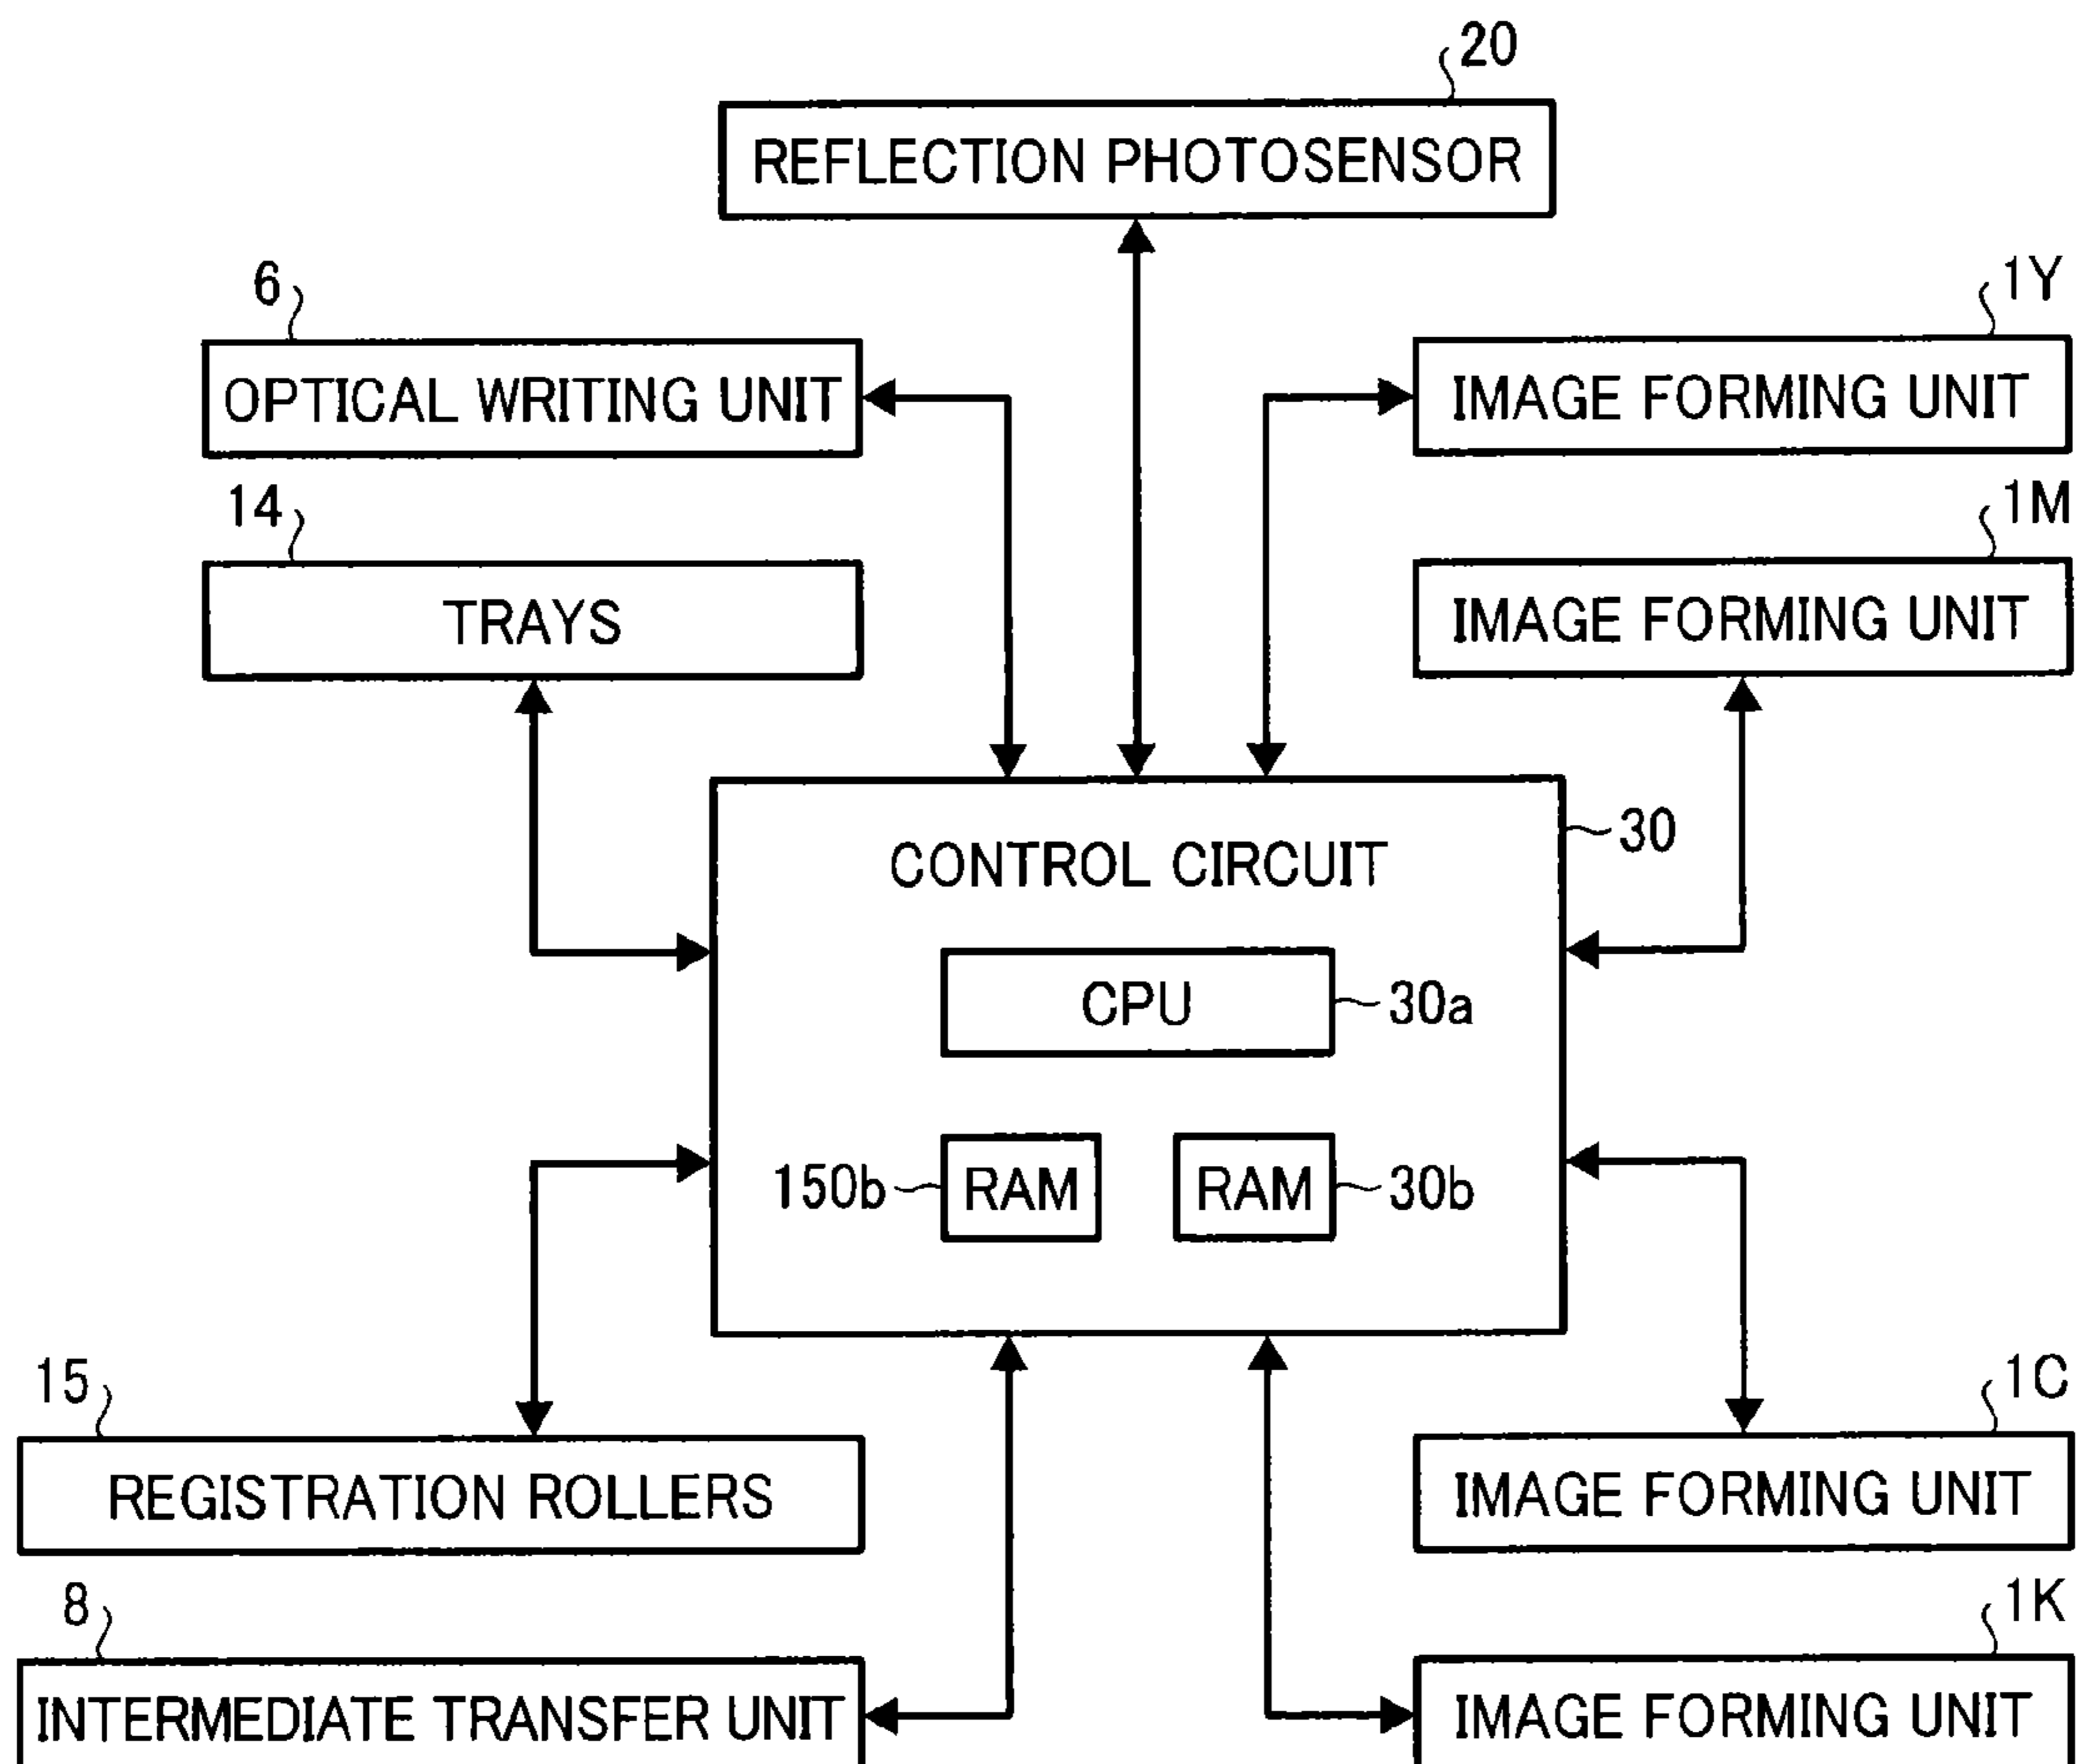 20
REFLECTION PHOTOSENSOR
6
OPTICAL WRITING UNIT
1Y
IMAGE FORMING UNIT
14
TRAYS
1M
IMAGE FORMING UNIT
CONTROL CIRCUIT
30
CPU
30a
150b
RAM
RAM
30b
15
REGISTRATION ROLLERS
1C
IMAGE FORMING UNIT
8
INTERMEDIATE TRANSFER UNIT
1K
IMAGE FORMING UNIT